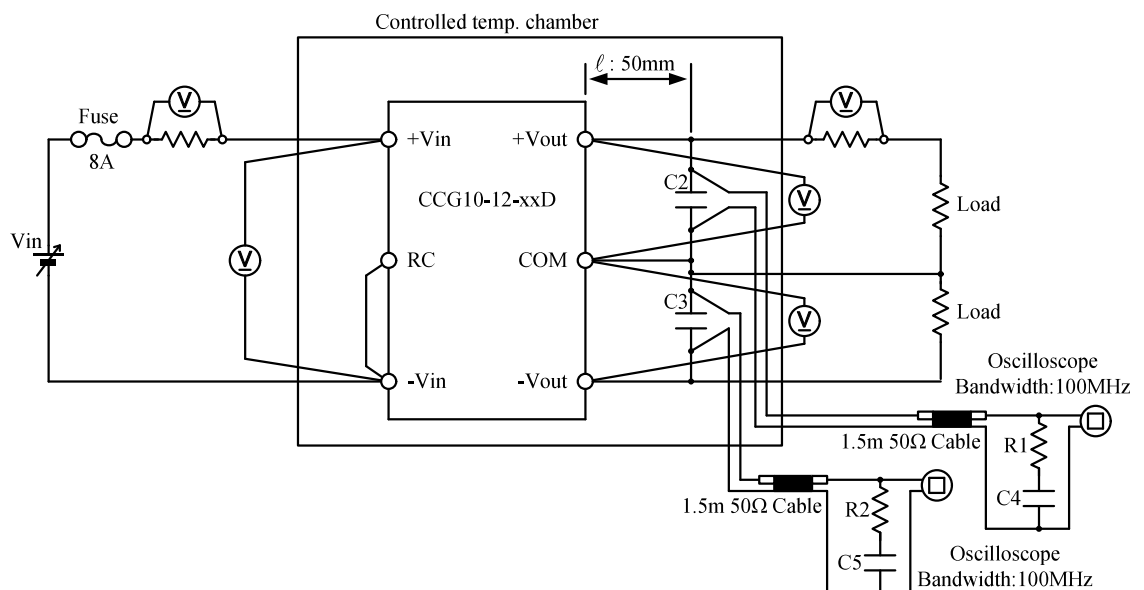 Controlled temp. chamber
ℓ : 50mm
V
V
Fuse
8A
+Vin
+Vout
C2
V
CCG10-12-xxD
Load
Vin
V
RC
COM
C3
V
Load
-Vin
-Vout
Oscilloscope
Bandwidth:100MHz
1.5m 50Ω Cable
R1
C4
1.5m 50Ω Cable
R2
C5
Oscilloscope
Bandwidth:100MHz